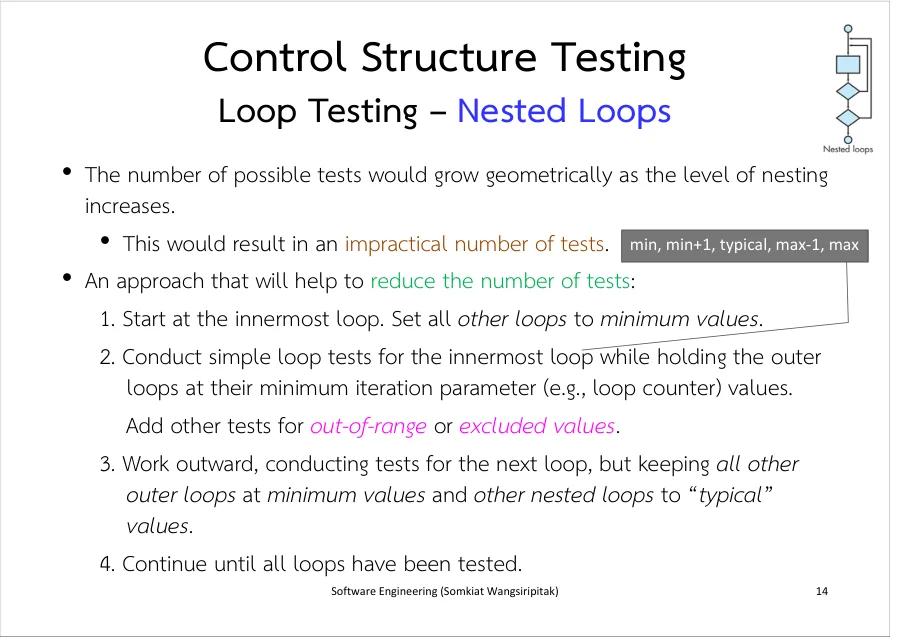 Control Structure Testing
Loop Testing – Nested Loops
Nested loops
• The number of possible tests would grow geometrically as the level of nesting
increases.
• This would result in an impractical number of tests.
min, min+1, typical, max-1, max
• An approach that will help to reduce the number of tests:
1. Start at the innermost loop. Set all other loops to minimum values.
2. Conduct simple loop tests for the innermost loop while holding the outer
loops at their minimum iteration parameter (e.g., loop counter) values.
Add other tests for out-of-range or excluded values.
3. Work outward, conducting tests for the next loop, but keeping all other
outer loops at minimum values and other nested loops to “typical”
values.
4. Continue until all loops have been tested.
Software Engineering (Somkiat Wangsiripitak)
14